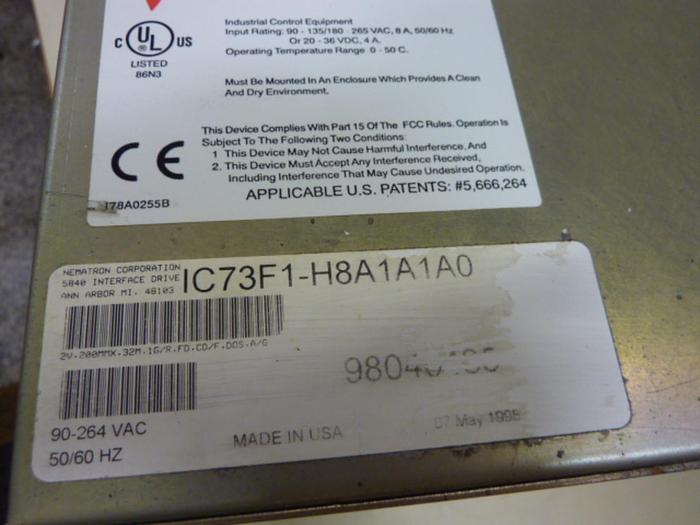 Industrial Control Equipment
Input Rating: 90 - 135/180 - 265 VAC, 8 A, 50/60 Hz
Or 20 - 36 VDC, 4 A.
Operating Temperature Range 0 - 50 C.
C UL US
LISTED
86N3
Must Be Mounted In An Enclosure Which Provides A Clean
And Dry Environment.
This Device Complies With Part 15 Of The FCC Rules. Operation Is
Subject To The Following Two Conditions:
1 This Device May Not Cause Harmful Interference, And
2. This Device Must Accept Any Interference Received,
Including Interference That May Cause Undesired Operation.
CE
APPLICABLE U.S. PATENTS: #5,666,264
178A0255B
NEMATRON CORPORATION
5840 INTERFACE DRIVE
ANN ARBOR MI. 48103
IC73F1-H8A1A1A0
2V.200MMX.32M.1G/R.FD.CD/F.DOS.A/G
90-264 VAC
50/60 HZ
MADE IN USA
07 May 1998